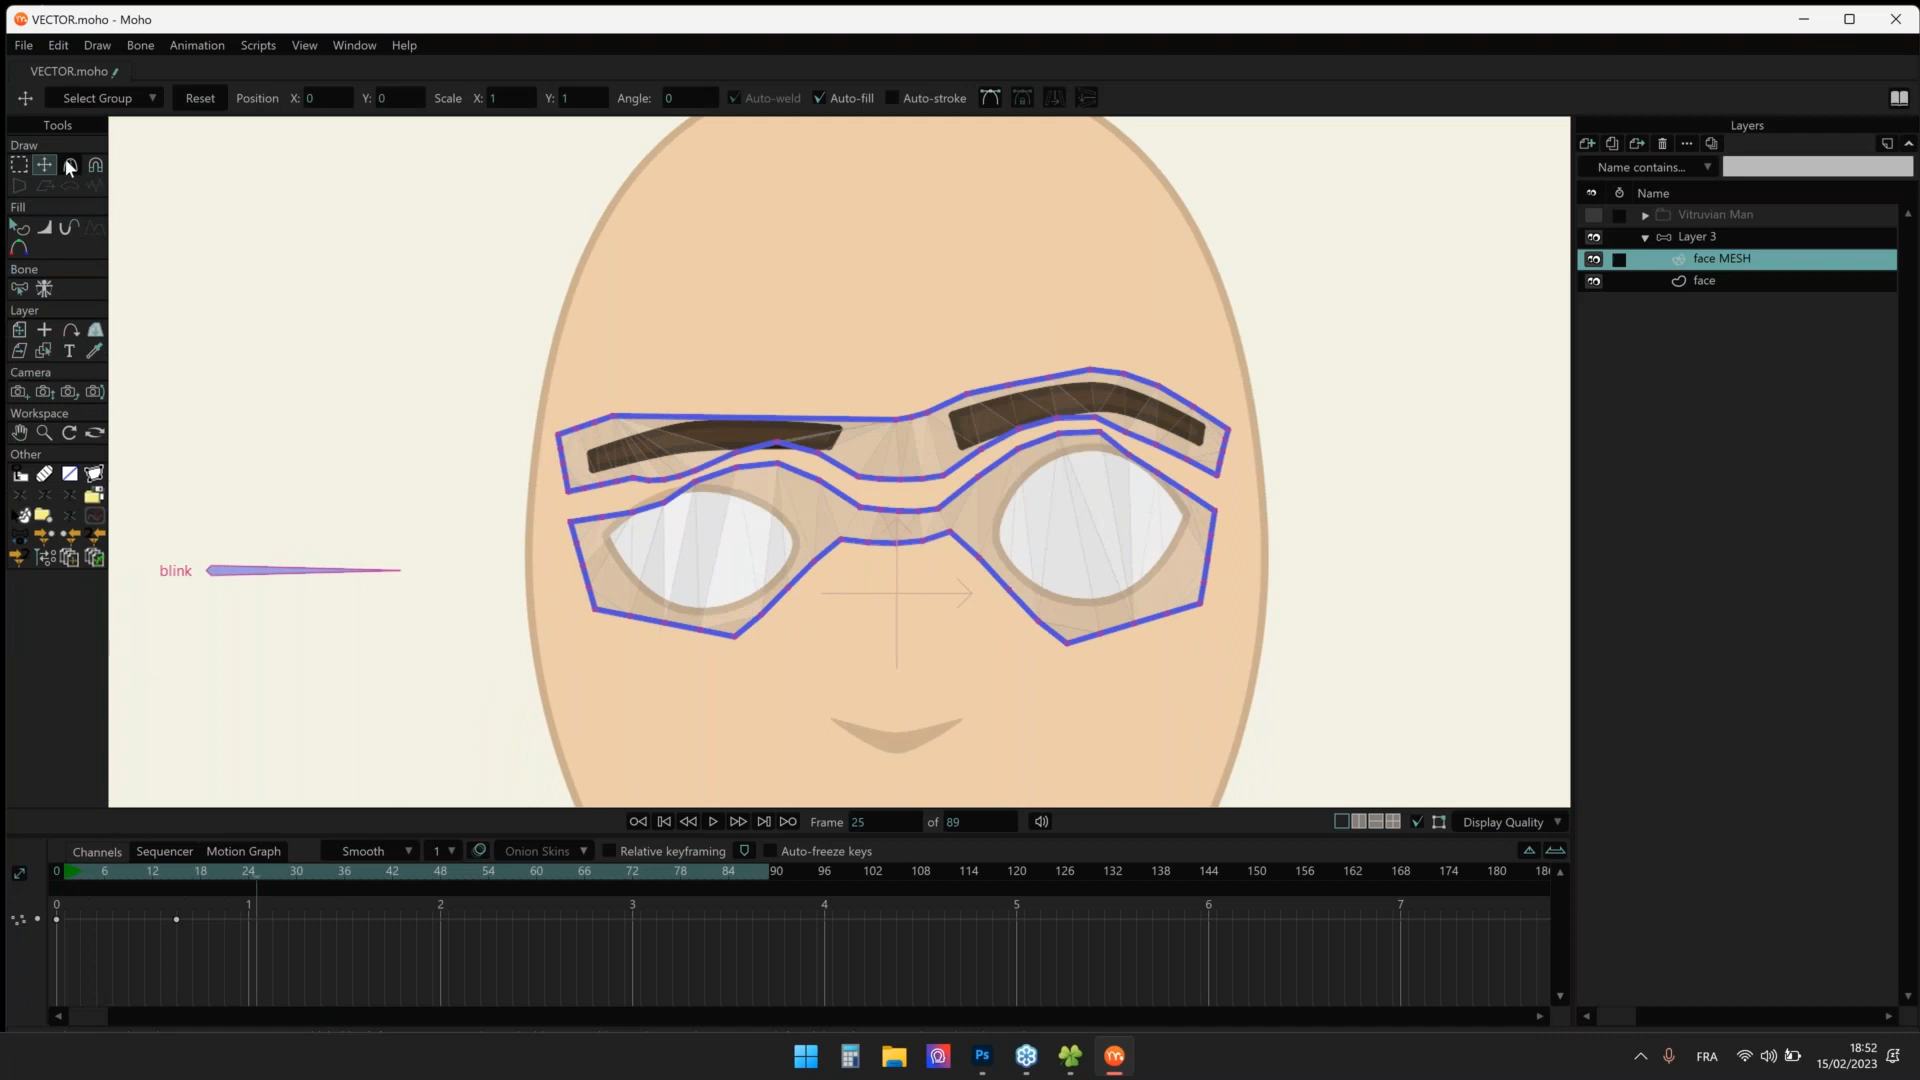 VECTOR.moho - Moho
File Edit Draw Bone Animation Scripts View Window Help
VECTOR.moho
Select Group Reset Position X: 0 Y: 0 Scale X: 1 Y: 1 Angle: 0 Auto-weld Auto-fill Auto-stroke
Tools
Draw
Fill
Bone
Layer
Camera
Workspace
Other
blink
Layers
Name contains...
Name
Vitruvian Man
Layer 3
face MESH
face
Frame 25 of 89 Display Quality
Channels Sequencer Motion Graph Smooth 1 Onion Skins Relative keyframing Auto-freeze keys
0 6 12 18 24 30 36 42 48 54 60 66 72 78 84 90 96 102 108 114 120 126 132 138 144 150 156 162 168 174 180
0 1 2 3 4 5 6 7
Ps
FRA
18:52
15/02/2023